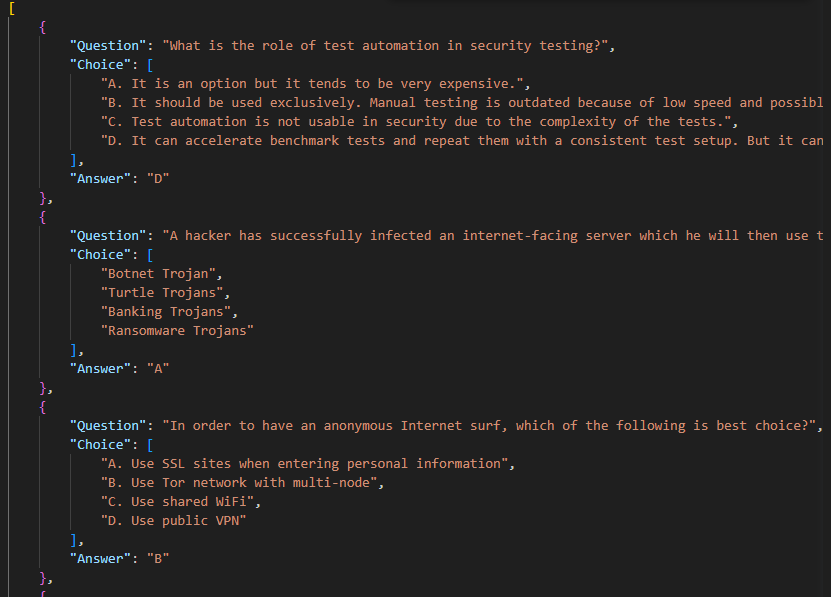 [
{
"Question": "What is the role of test automation in security testing?",
"Choice": [
"A. It is an option but it tends to be very expensive.",
"B. It should be used exclusively. Manual testing is outdated because of low speed and possibl
"C. Test automation is not usable in security due to the complexity of the tests.",
"D. It can accelerate benchmark tests and repeat them with a consistent test setup. But it can
],
"Answer": "D"
},
{
"Question": "A hacker has successfully infected an internet-facing server which he will then use t
"Choice": [
"Botnet Trojan",
"Turtle Trojans",
"Banking Trojans",
"Ransomware Trojans"
],
"Answer": "A"
},
{
"Question": "In order to have an anonymous Internet surf, which of the following is best choice?",
"Choice": [
"A. Use SSL sites when entering personal information",
"B. Use Tor network with multi-node",
"C. Use shared WiFi",
"D. Use public VPN"
],
"Answer": "B"
},
{